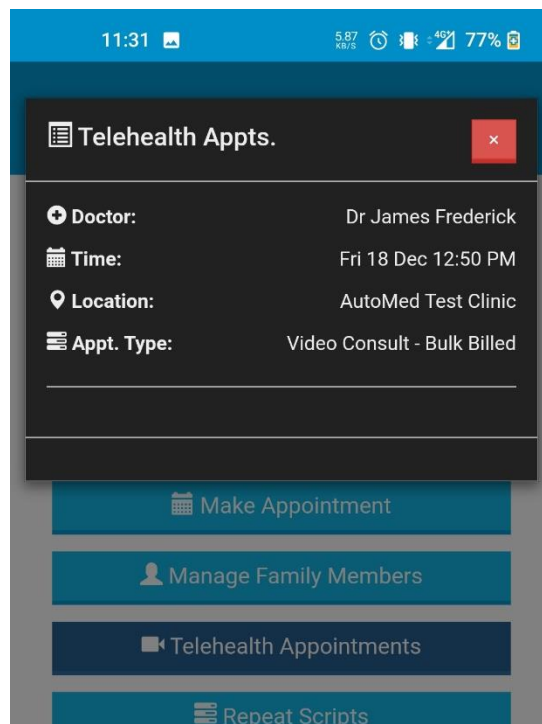 11:31 5.87 KB/S 4G 77%
Telehealth Appts. ×
Doctor: Dr James Frederick
Time: Fri 18 Dec 12:50 PM
Location: AutoMed Test Clinic
Appt. Type: Video Consult - Bulk Billed
Make Appointment
Manage Family Members
Telehealth Appointments
Repeat Scripts